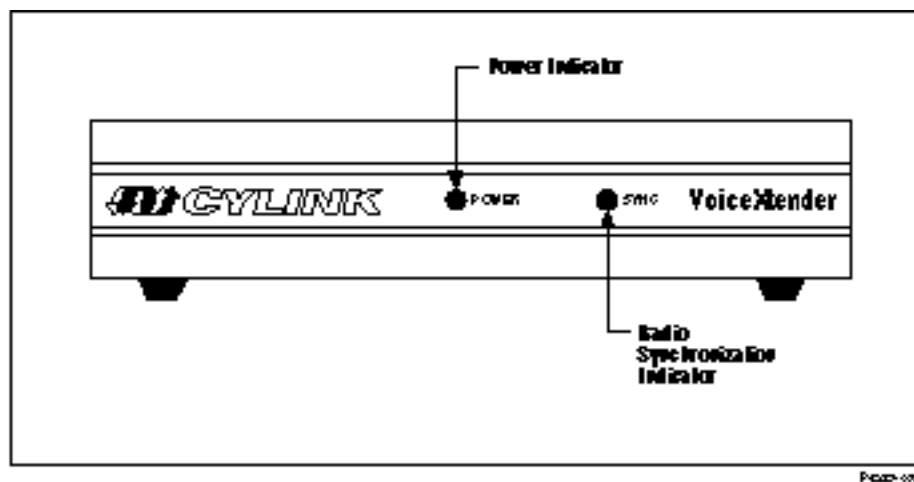 Power Indicator
CYLINK
POWER
SYNC
VoiceXtender
Radio
Synchronization
Indicator